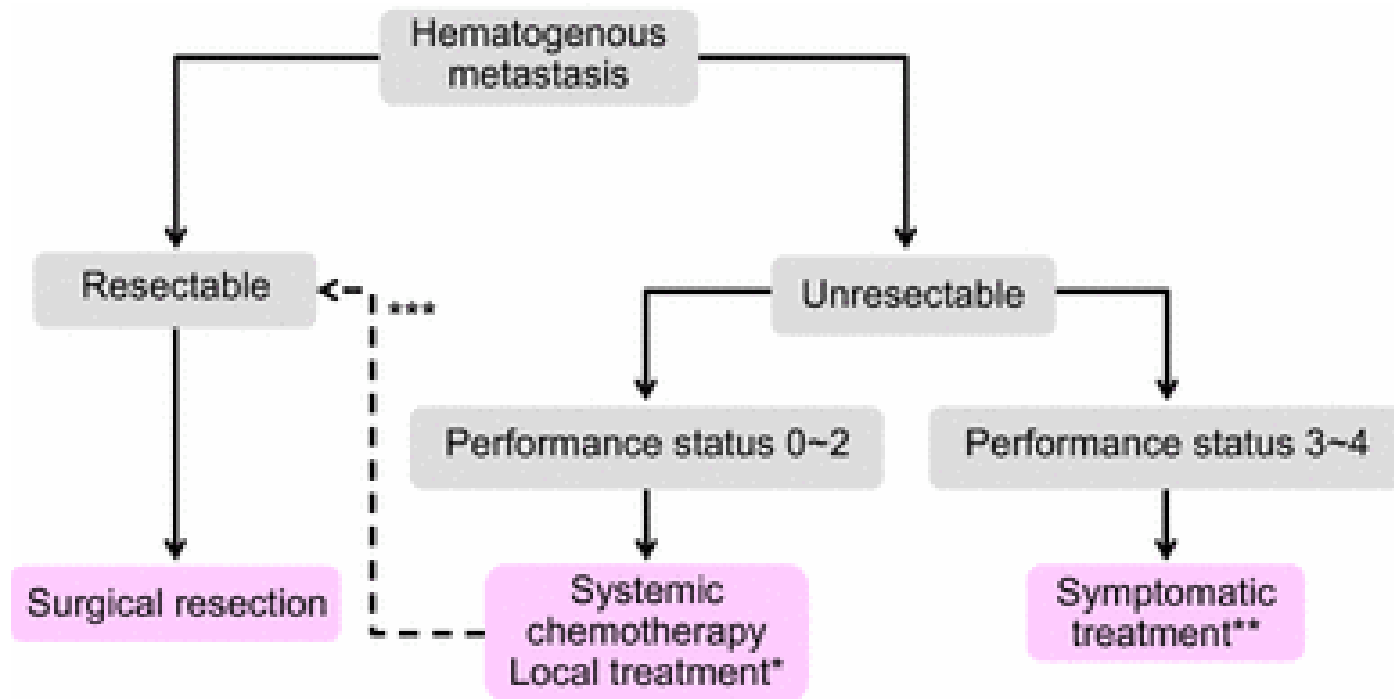 Hematogenous
metastasis
Resectable
***
Unresectable
Performance status 0~2
Performance status 3~4
Surgical resection
Systemic
chemotherapy
Local treatment*
Symptomatic
treatment**